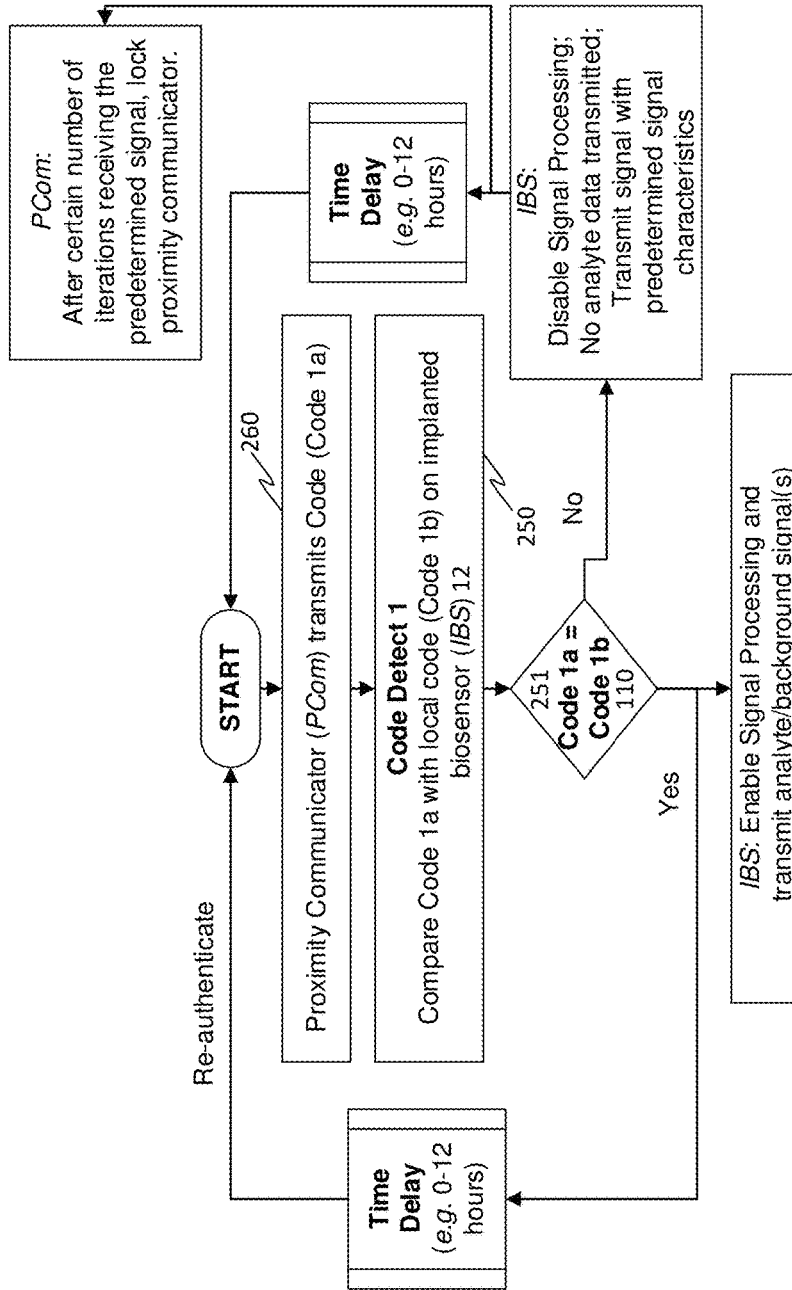 Re-authenticate
START
PCom:
After certain number of
iterations receiving the
predetermined signal, lock
proximity communicator.
Time
Delay
(e.g. 0-12
hours)
Time
Delay
(e.g. 0-12
hours)
260
Proximity Communicator (PCom) transmits Code (Code 1a)
Code Detect 1
Compare Code 1a with local code (Code 1b) on implanted
biosensor (IBS) 12
250
251
Code 1a =
Code 1b
110
No
Yes
IBS:
Disable Signal Processing;
No analyte data transmitted;
Transmit signal with
predetermined signal
characteristics
IBS: Enable Signal Processing and
transmit analyte/background signal(s)